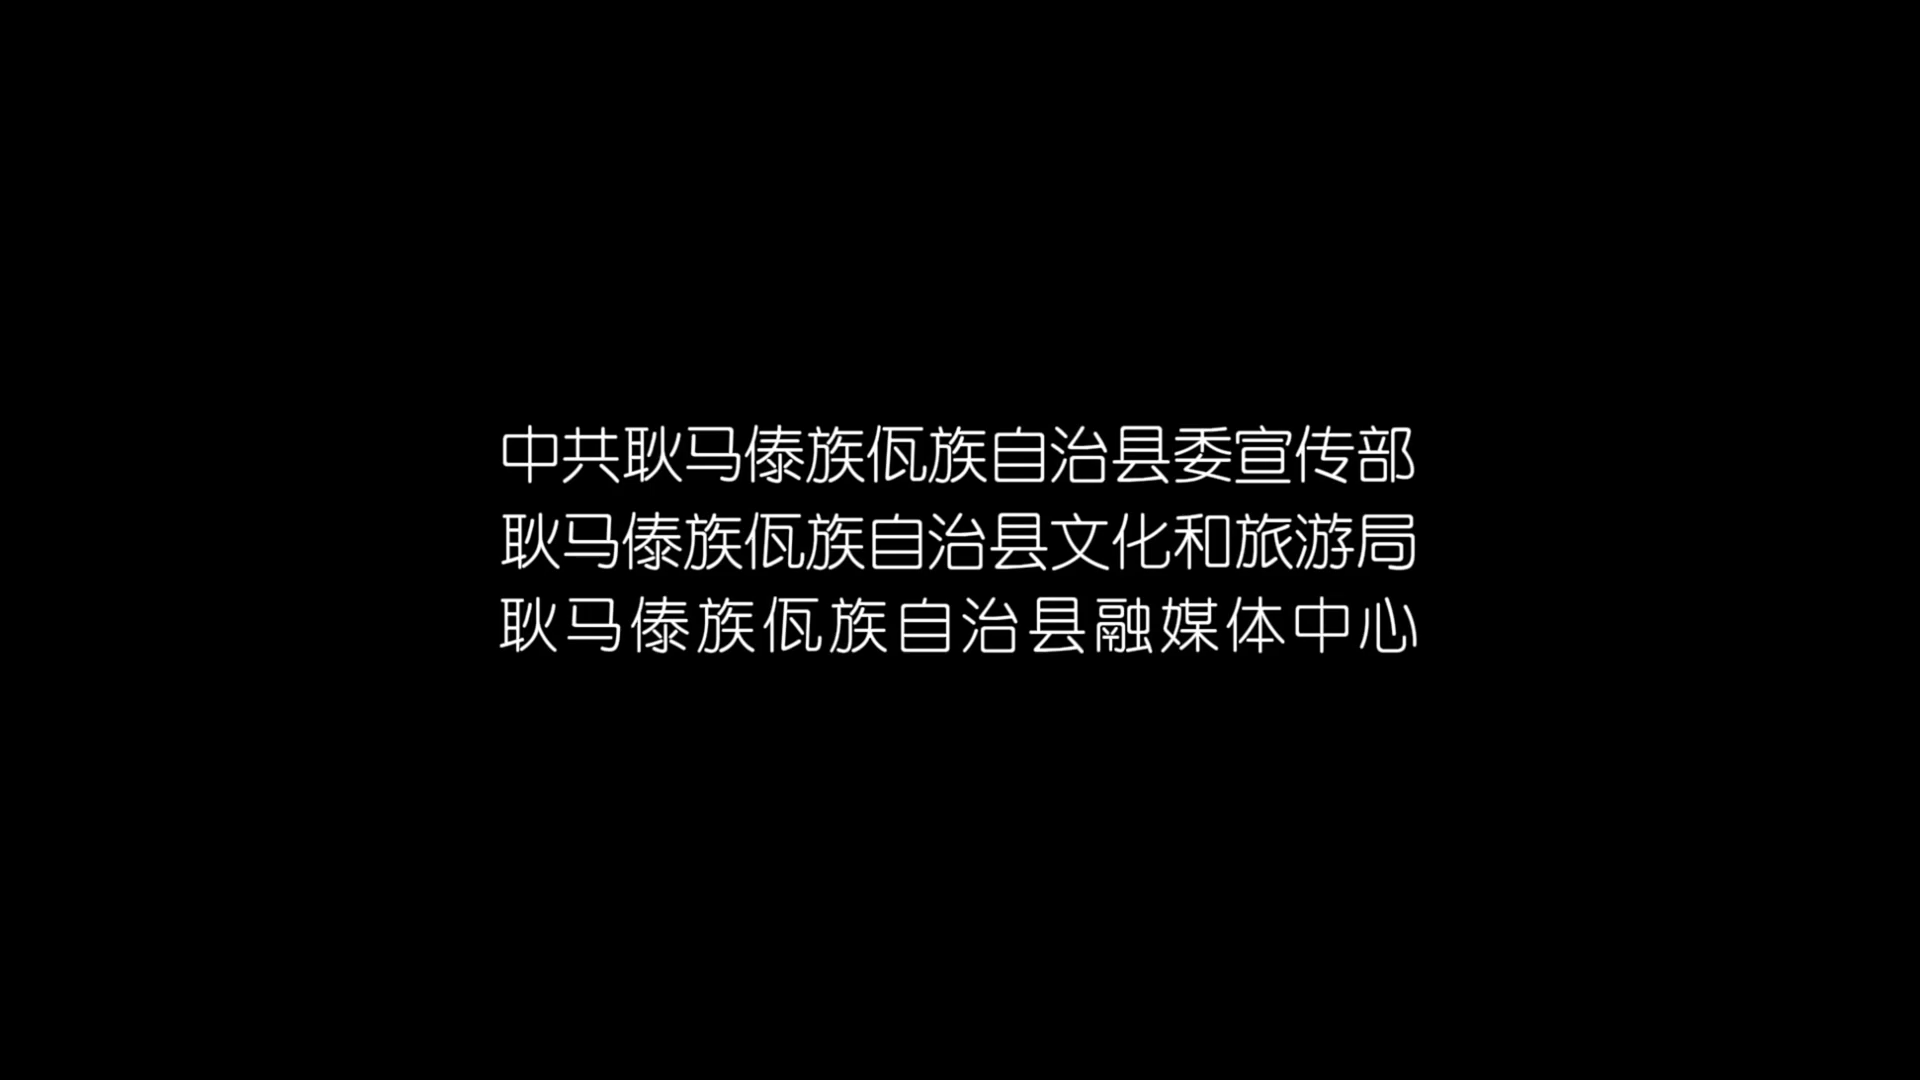 中共耿马傣族佤族自治县委宣传部
耿马傣族佤族自治县文化和旅游局
耿马傣族佤族自治县融媒体中心